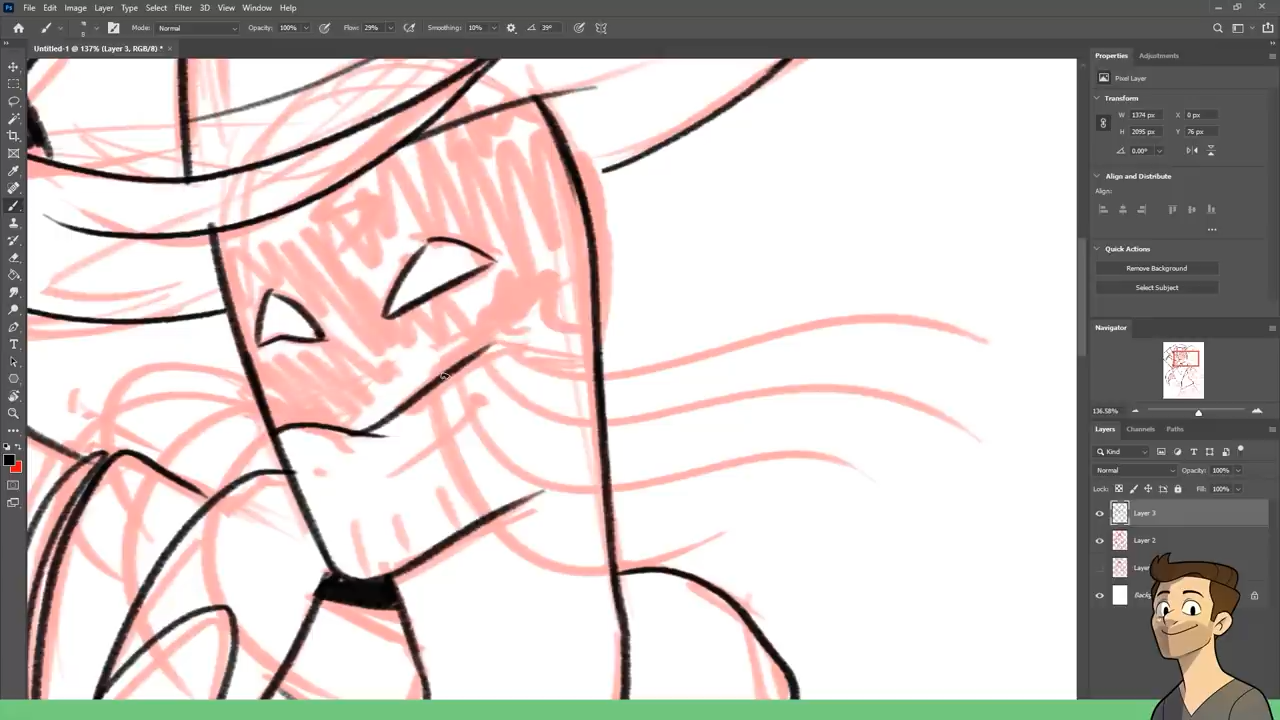 Ps File Edit Image Layer Type Select Filter 3D View Window Help
Mode: Normal Opacity: 100% Flow: 29% Smoothing: 10% 39°
Untitled-1 @ 137% (Layer 3, RGB/8) * ×
Properties Adjustments
Pixel Layer
Transform
W 1374 px X 0 px
H 2095 px Y 76 px
0.00°
Align and Distribute
Align:
Quick Actions
Remove Background
Select Subject
Navigator
136.58%
Layers Channels Paths
Kind
Normal Opacity: 100%
Lock: Fill: 100%
Layer 3
Layer 2